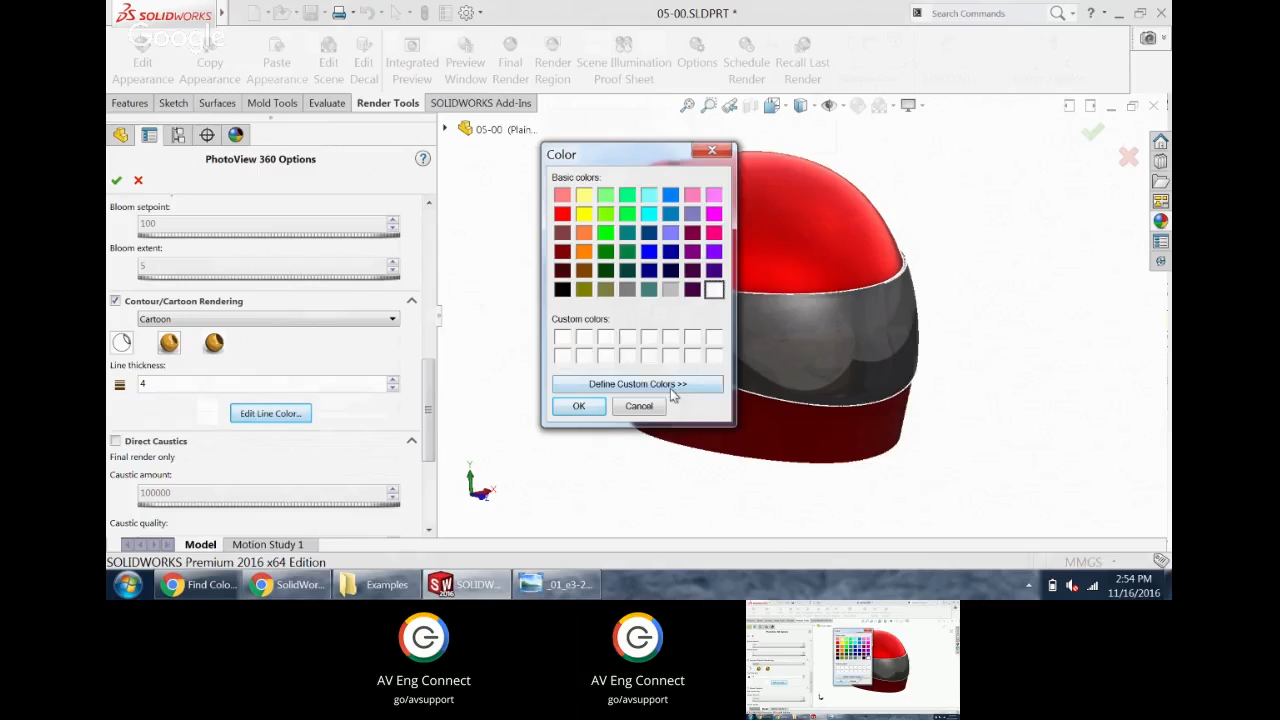 SOLIDWORKS
05-00.SLDPRT *
Search Commands
?
Google
Edit Appearance
Copy Appearance
Paste Appearance
Edit Scene
Edit Decal
Integrated Preview
Preview Window
Final Render
Render Region
Scene Illumination Proof Sheet
Options
Schedule Render
Recall Last Render
Features
Sketch
Surfaces
Mold Tools
Evaluate
Render Tools
SOLIDWORKS Add-Ins
05-00 (Plain...
PhotoView 360 Options
?
Bloom setpoint:
100
Bloom extent:
5
Contour/Cartoon Rendering
Cartoon
Line thickness:
4
Edit Line Color...
Direct Caustics
Final render only
Caustic amount:
100000
Caustic quality:
Color
Basic colors:
Custom colors:
Define Custom Colors >>
OK
Cancel
Y
X
Z
Model
Motion Study 1
SOLIDWORKS Premium 2016 x64 Edition
MMGS
Find Colo...
SolidWor...
Examples
SW 2016
SOLIDW...
_01_e3-2...
2:54 PM
11/16/2016
AV Eng Connect
go/avsupport
AV Eng Connect
go/avsupport